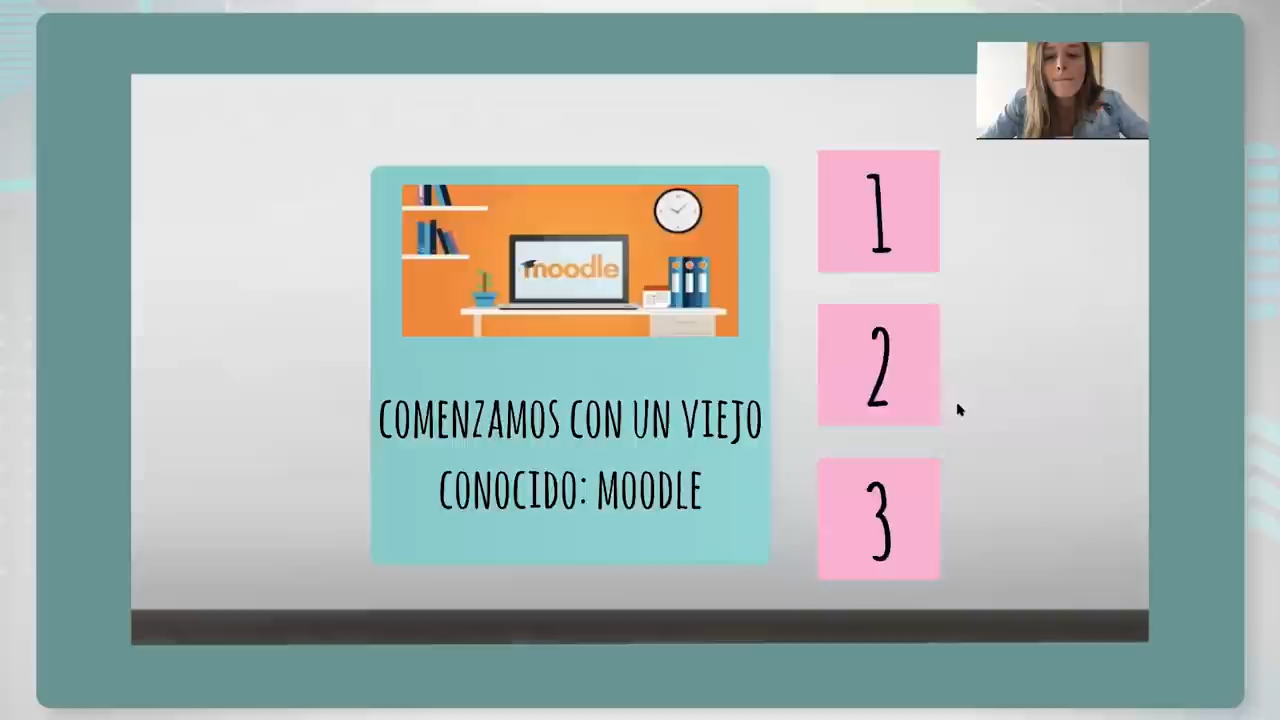 moodle
COMENZAMOS CON UN VIEJO
CONOCIDO: MOODLE
1
2
3